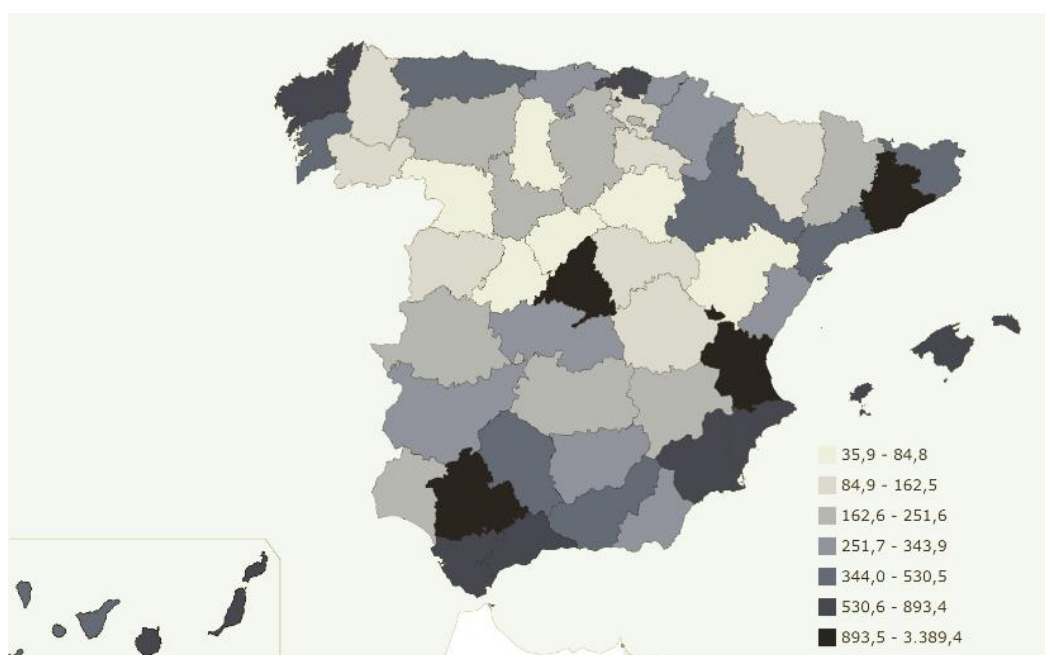 35,9 - 84,8
84,9 - 162,5
162,6 - 251,6
251,7 - 343,9
344,0 - 530,5
530,6 - 893,4
893,5 - 3.389,4